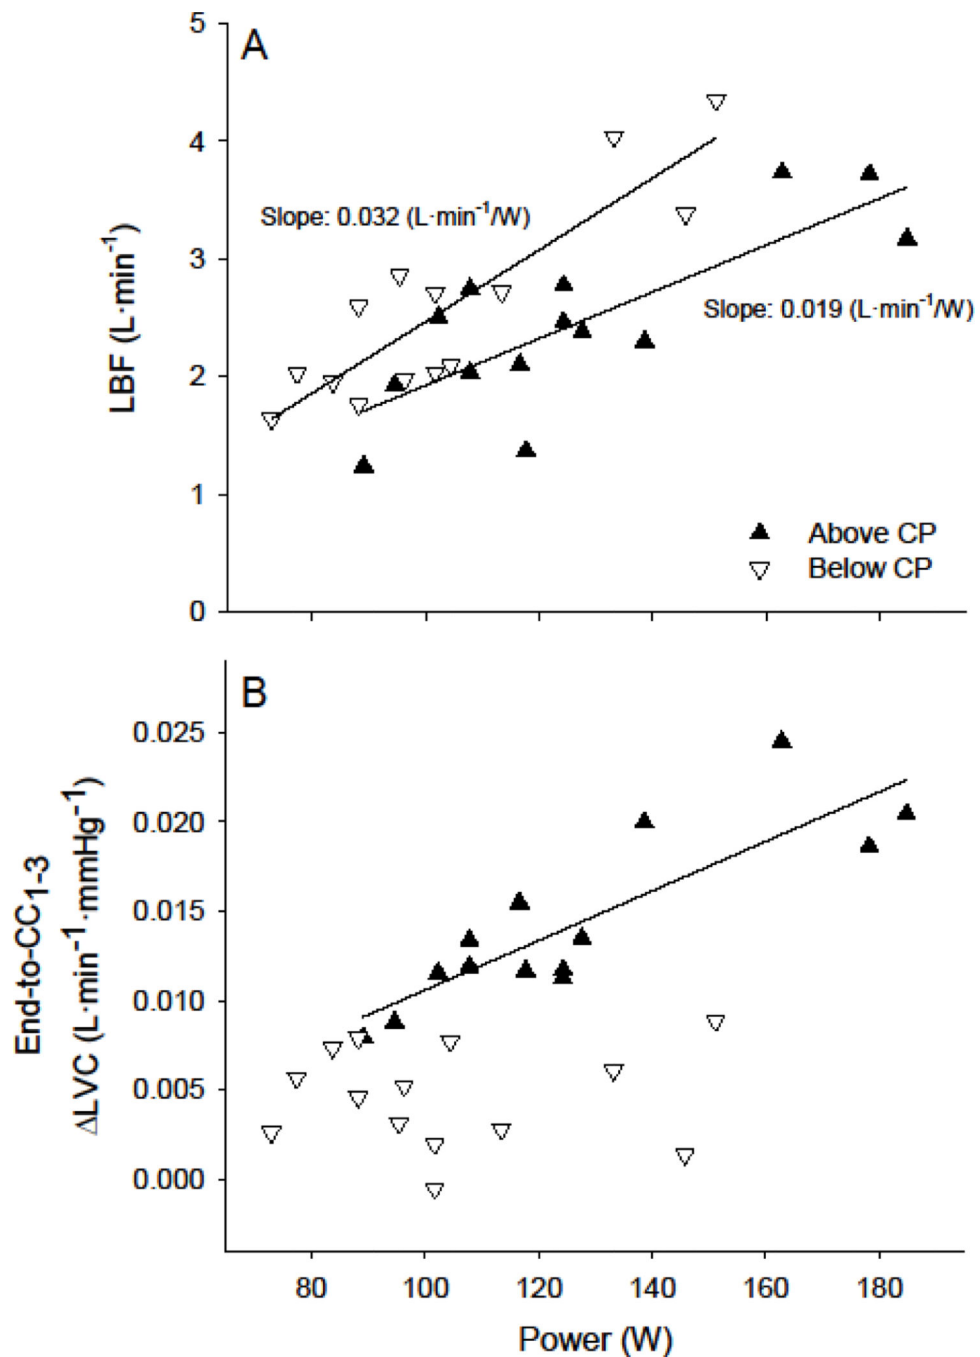 A
5
4
3
2
1
0
LBF (L·min⁻¹)
Slope: 0.032 (L·min⁻¹/W)
Slope: 0.019 (L·min⁻¹/W)
Above CP
Below CP
B
0.025
0.020
0.015
0.010
0.005
0.000
End-to-CC₁₋₃
ΔLVC (L·min⁻¹·mmHg⁻¹)
80 100 120 140 160 180
Power (W)